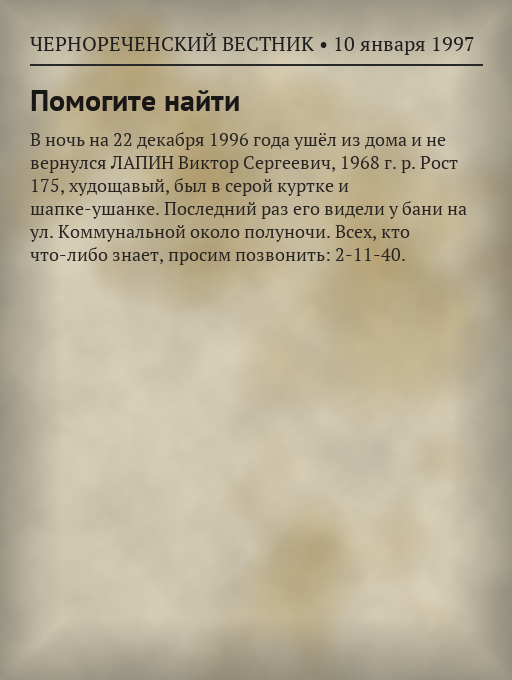 ЧЕРНОРЕЧЕНСКИЙ ВЕСТНИК • 10 января 1997
Помогите найти
В ночь на 22 декабря 1996 года ушёл из дома и не
вернулся ЛАПИН Виктор Сергеевич, 1968 г. р. Рост
175, худощавый, был в серой куртке и
шапке-ушанке. Последний раз его видели у бани на
ул. Коммунальной около полуночи. Всех, кто
что-либо знает, просим позвонить: 2-11-40.